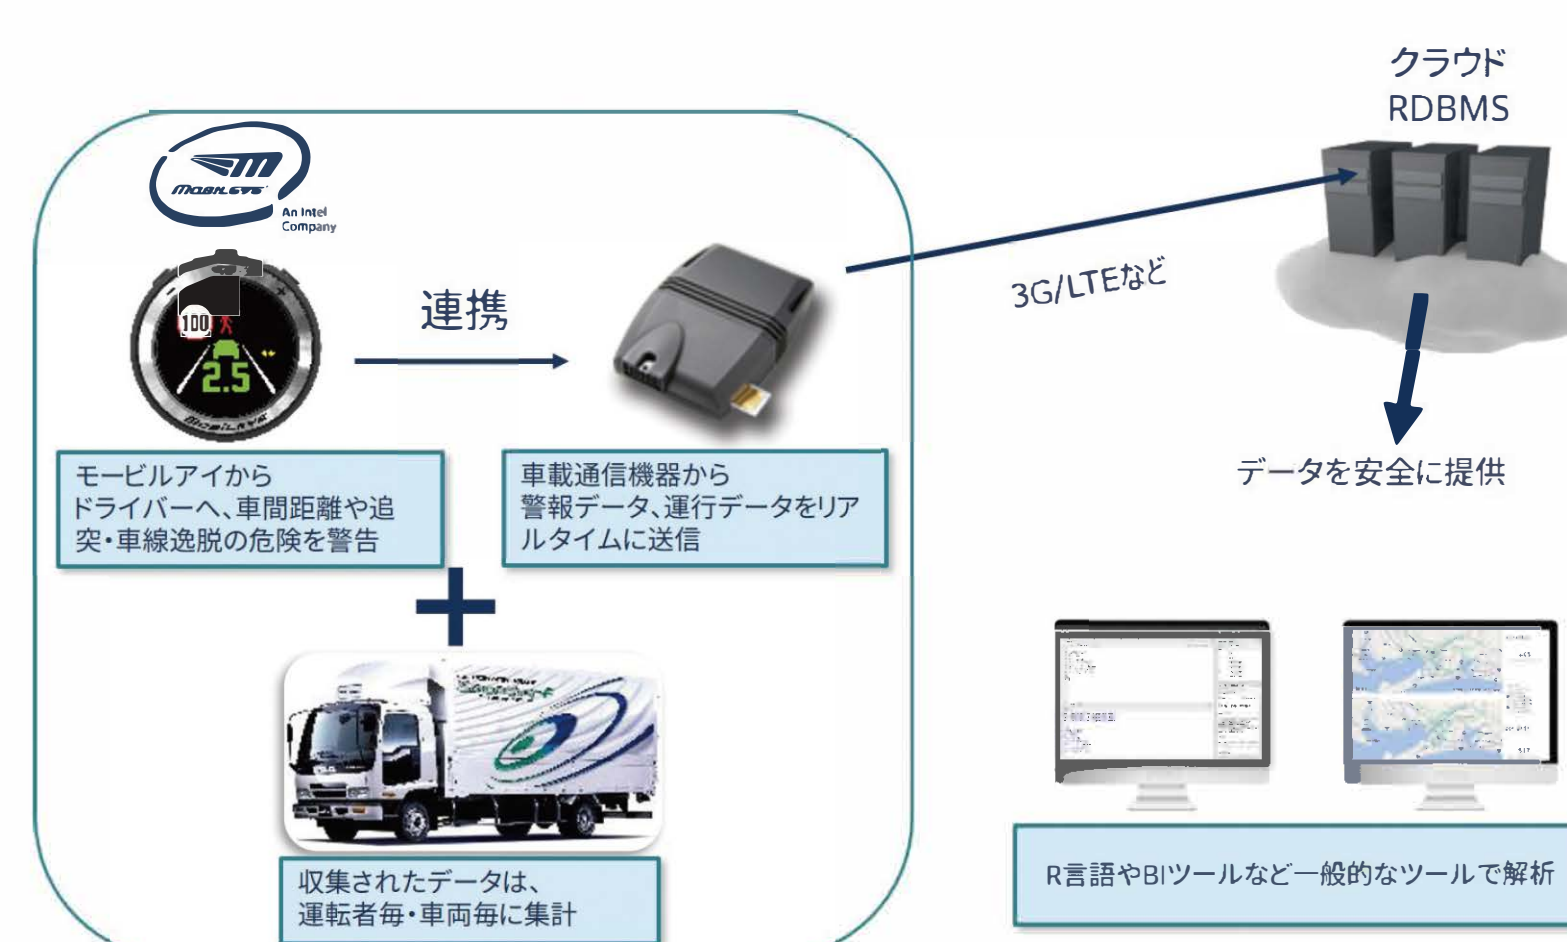 クラウド
RDBMS
MOBILEYE
An Intel
Company
100
2.5
MOBILEYE
連携
3G/LTEなど
モービルアイから
ドライバーへ、車間距離や追
突・車線逸脱の危険を警告
車載通信機器から
警報データ、運行データをリア
ルタイムに送信
データを安全に提供
収集されたデータは、
運転者毎・車両毎に集計
R言語やBIツールなど一般的なツールで解析